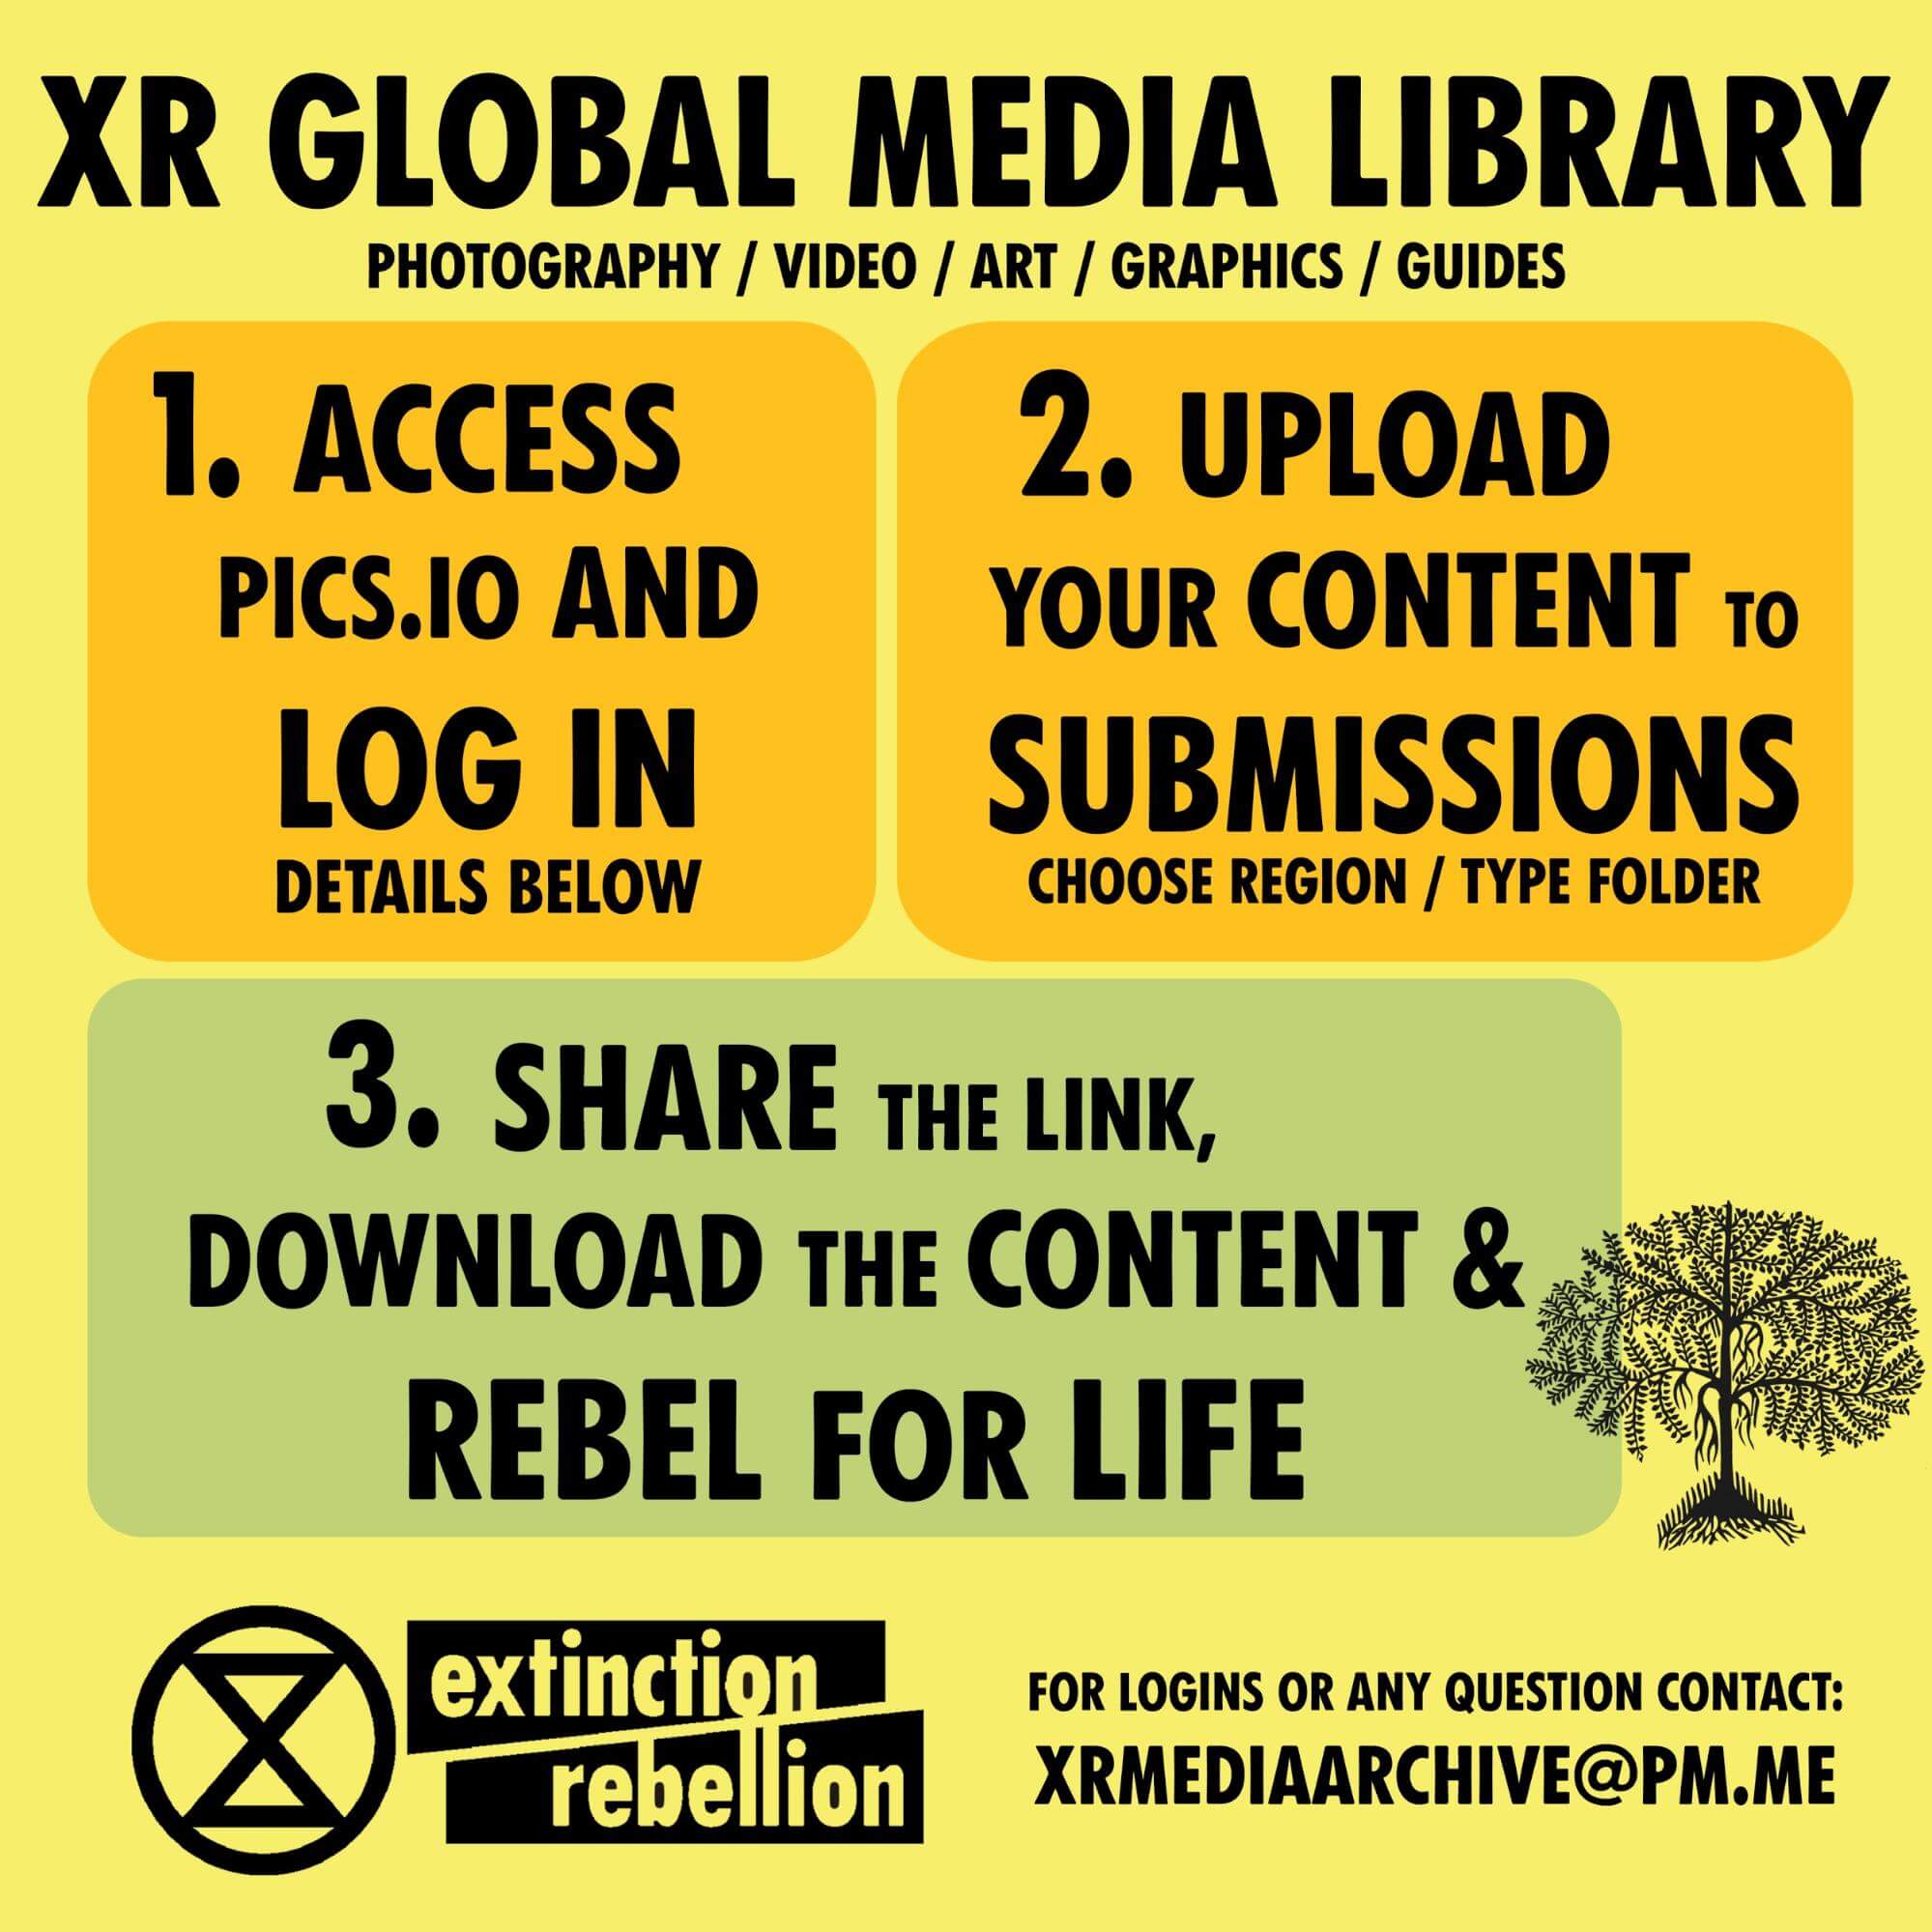 XR GLOBAL MEDIA LIBRARY
PHOTOGRAPHY / VIDEO / ART / GRAPHICS / GUIDES
1. ACCESS
PICS.IO AND
LOG IN
DETAILS BELOW
2. UPLOAD
YOUR CONTENT TO
SUBMISSIONS
CHOOSE REGION / TYPE FOLDER
3. SHARE THE LINK,
DOWNLOAD THE CONTENT &
REBEL FOR LIFE
extinction
rebellion
FOR LOGINS OR ANY QUESTION CONTACT:
XRMEDIAARCHIVE@PM.ME